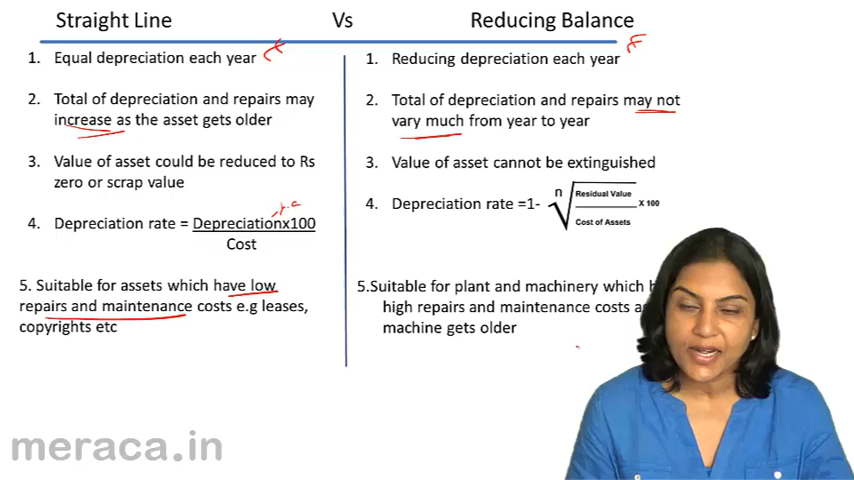 Straight Line
Vs
Reducing Balance
1. Equal depreciation each year
2. Total of depreciation and repairs may
increase as the asset gets older
3. Value of asset could be reduced to Rs
zero or scrap value
4. Depreciation rate = Depreciationx100
Cost
5. Suitable for assets which have low
repairs and maintenance costs e.g leases,
copyrights etc
1. Reducing depreciation each year
2. Total of depreciation and repairs may not
vary much from year to year
3. Value of asset cannot be extinguished
4. Depreciation rate =1- n√ Residual Value X 100
Cost of Assets
5.Suitable for plant and machinery which
high repairs and maintenance costs
machine gets older
meraca.in